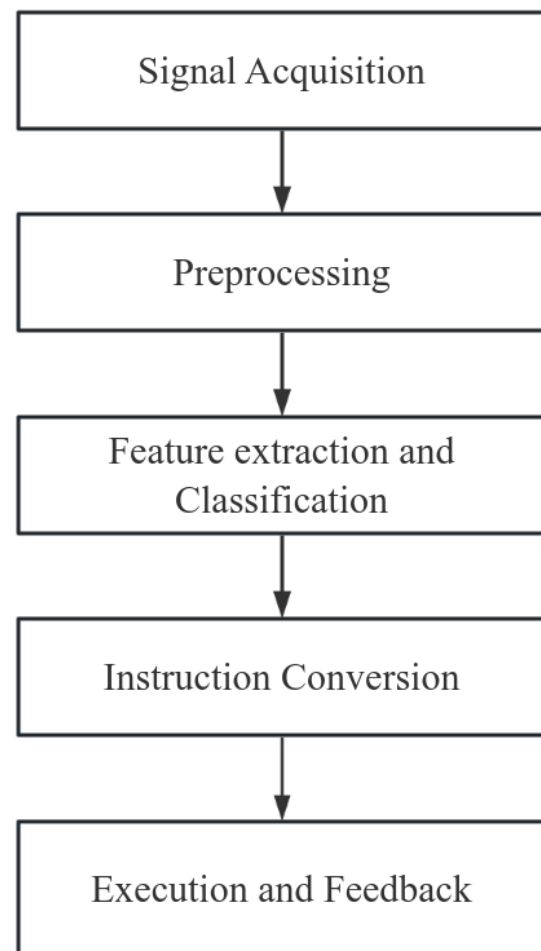 Signal Acquisition
Preprocessing
Feature extraction and
Classification
Instruction Conversion
Execution and Feedback